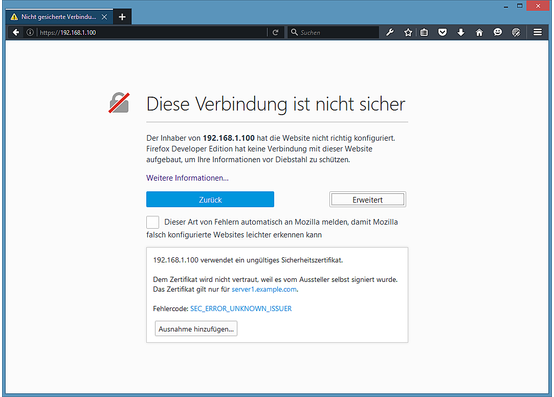 Nicht gesicherte Verbindu...
https://192.168.1.100
Suchen
Diese Verbindung ist nicht sicher
Der Inhaber von 192.168.1.100 hat die Website nicht richtig konfiguriert.
Firefox Developer Edition hat keine Verbindung mit dieser Website
aufgebaut, um Ihre Informationen vor Diebstahl zu schützen.
Weitere Informationen...
Zurück
Erweitert
Dieser Art von Fehlern automatisch an Mozilla melden, damit Mozilla
falsch konfigurierte Websites leichter erkennen kann
192.168.1.100 verwendet ein ungültiges Sicherheitszertifikat.
Dem Zertifikat wird nicht vertraut, weil es vom Aussteller selbst signiert wurde.
Das Zertifikat gilt nur für server1.example.com.
Fehlercode: SEC_ERROR_UNKNOWN_ISSUER
Ausnahme hinzufügen...